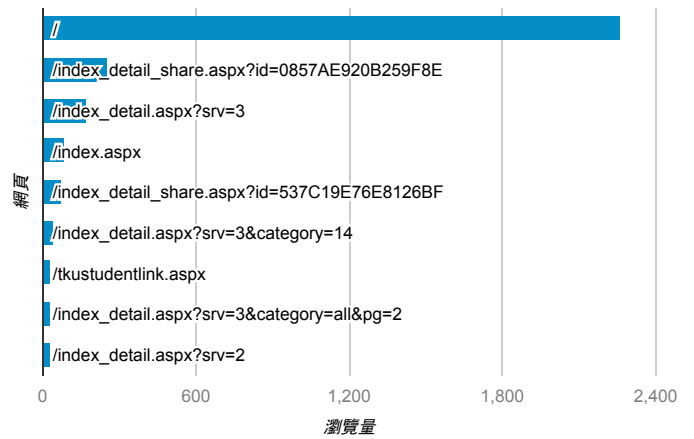 /
/index_detail_share.aspx?id=0857AE920B259F8E
/index_detail.aspx?srv=3
/index.aspx
/index_detail_share.aspx?id=537C19E76E8126BF
/index_detail.aspx?srv=3&category=14
/tkustudentlink.aspx
/index_detail.aspx?srv=3&category=all&pg=2
/index_detail.aspx?srv=2
網頁
0 600 1,200 1,800 2,400
瀏覽量